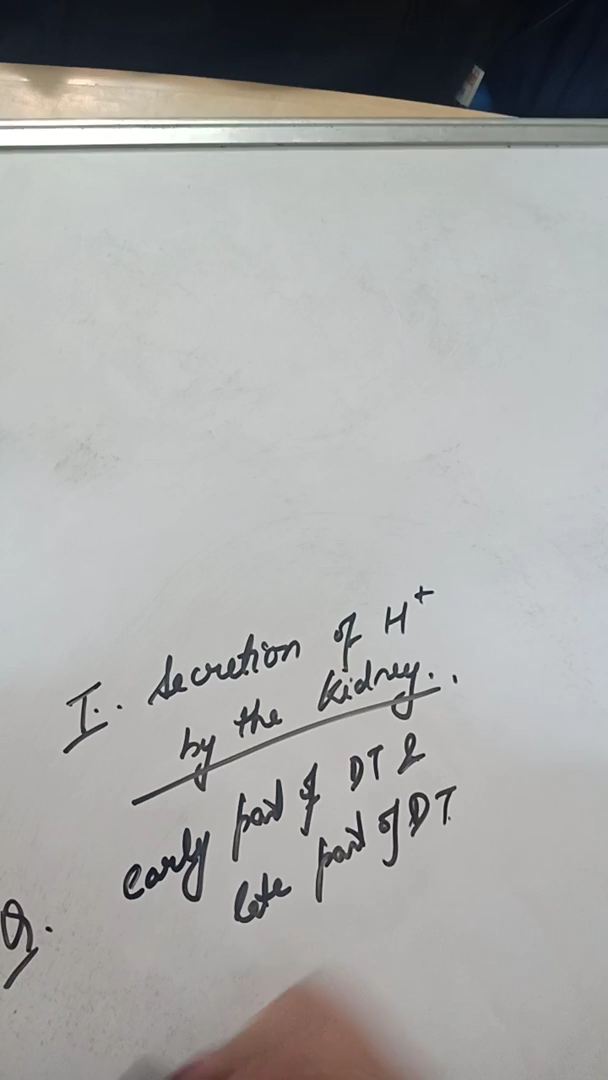 I. Secretion of H+
by the Kidney..
early part of DT &
late part of DT
Q.